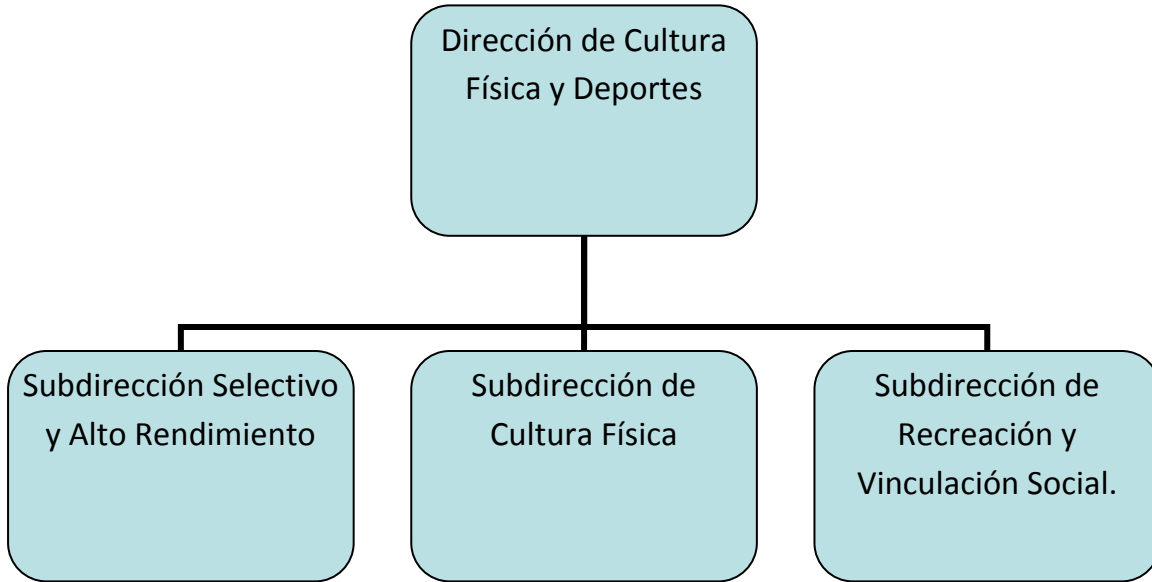 Dirección de Cultura
Física y Deportes
Subdirección Selectivo
y Alto Rendimiento
Subdirección de
Cultura Física
Subdirección de
Recreación y
Vinculación Social.